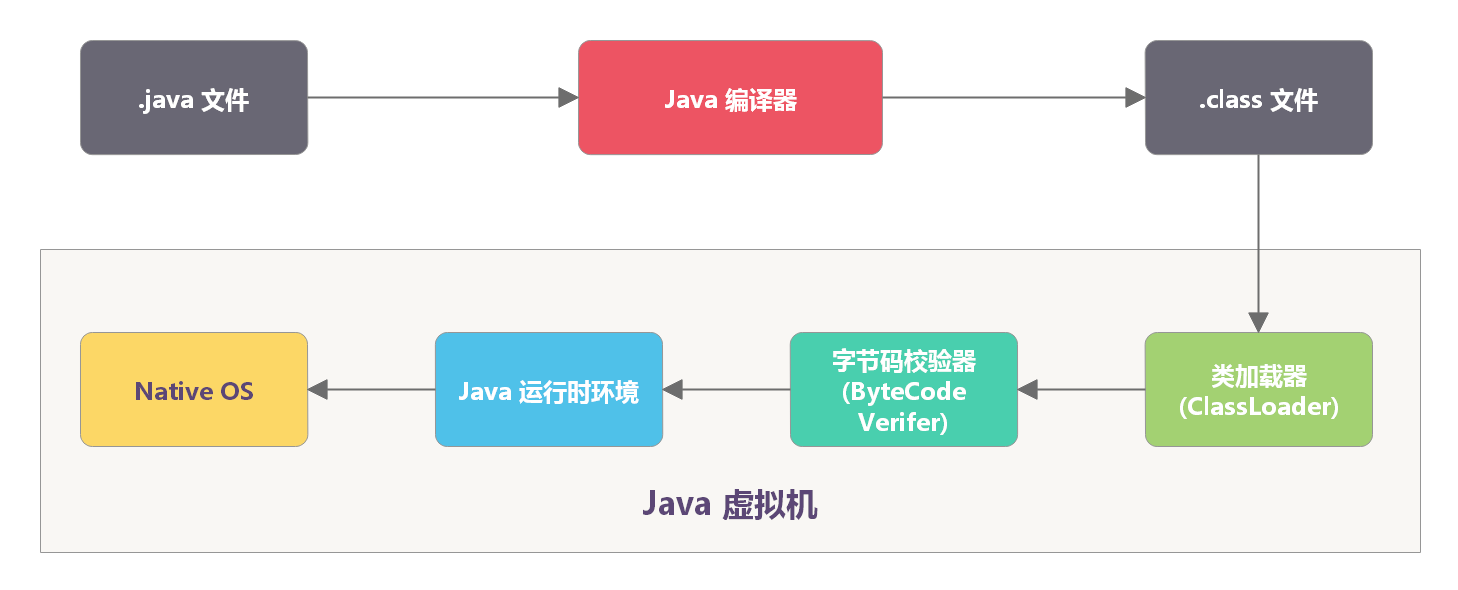 .java 文件
Java 编译器
.class 文件
Native OS
Java 运行时环境
字节码校验器
(ByteCode
Verifer)
类加载器
(ClassLoader)
Java 虚拟机